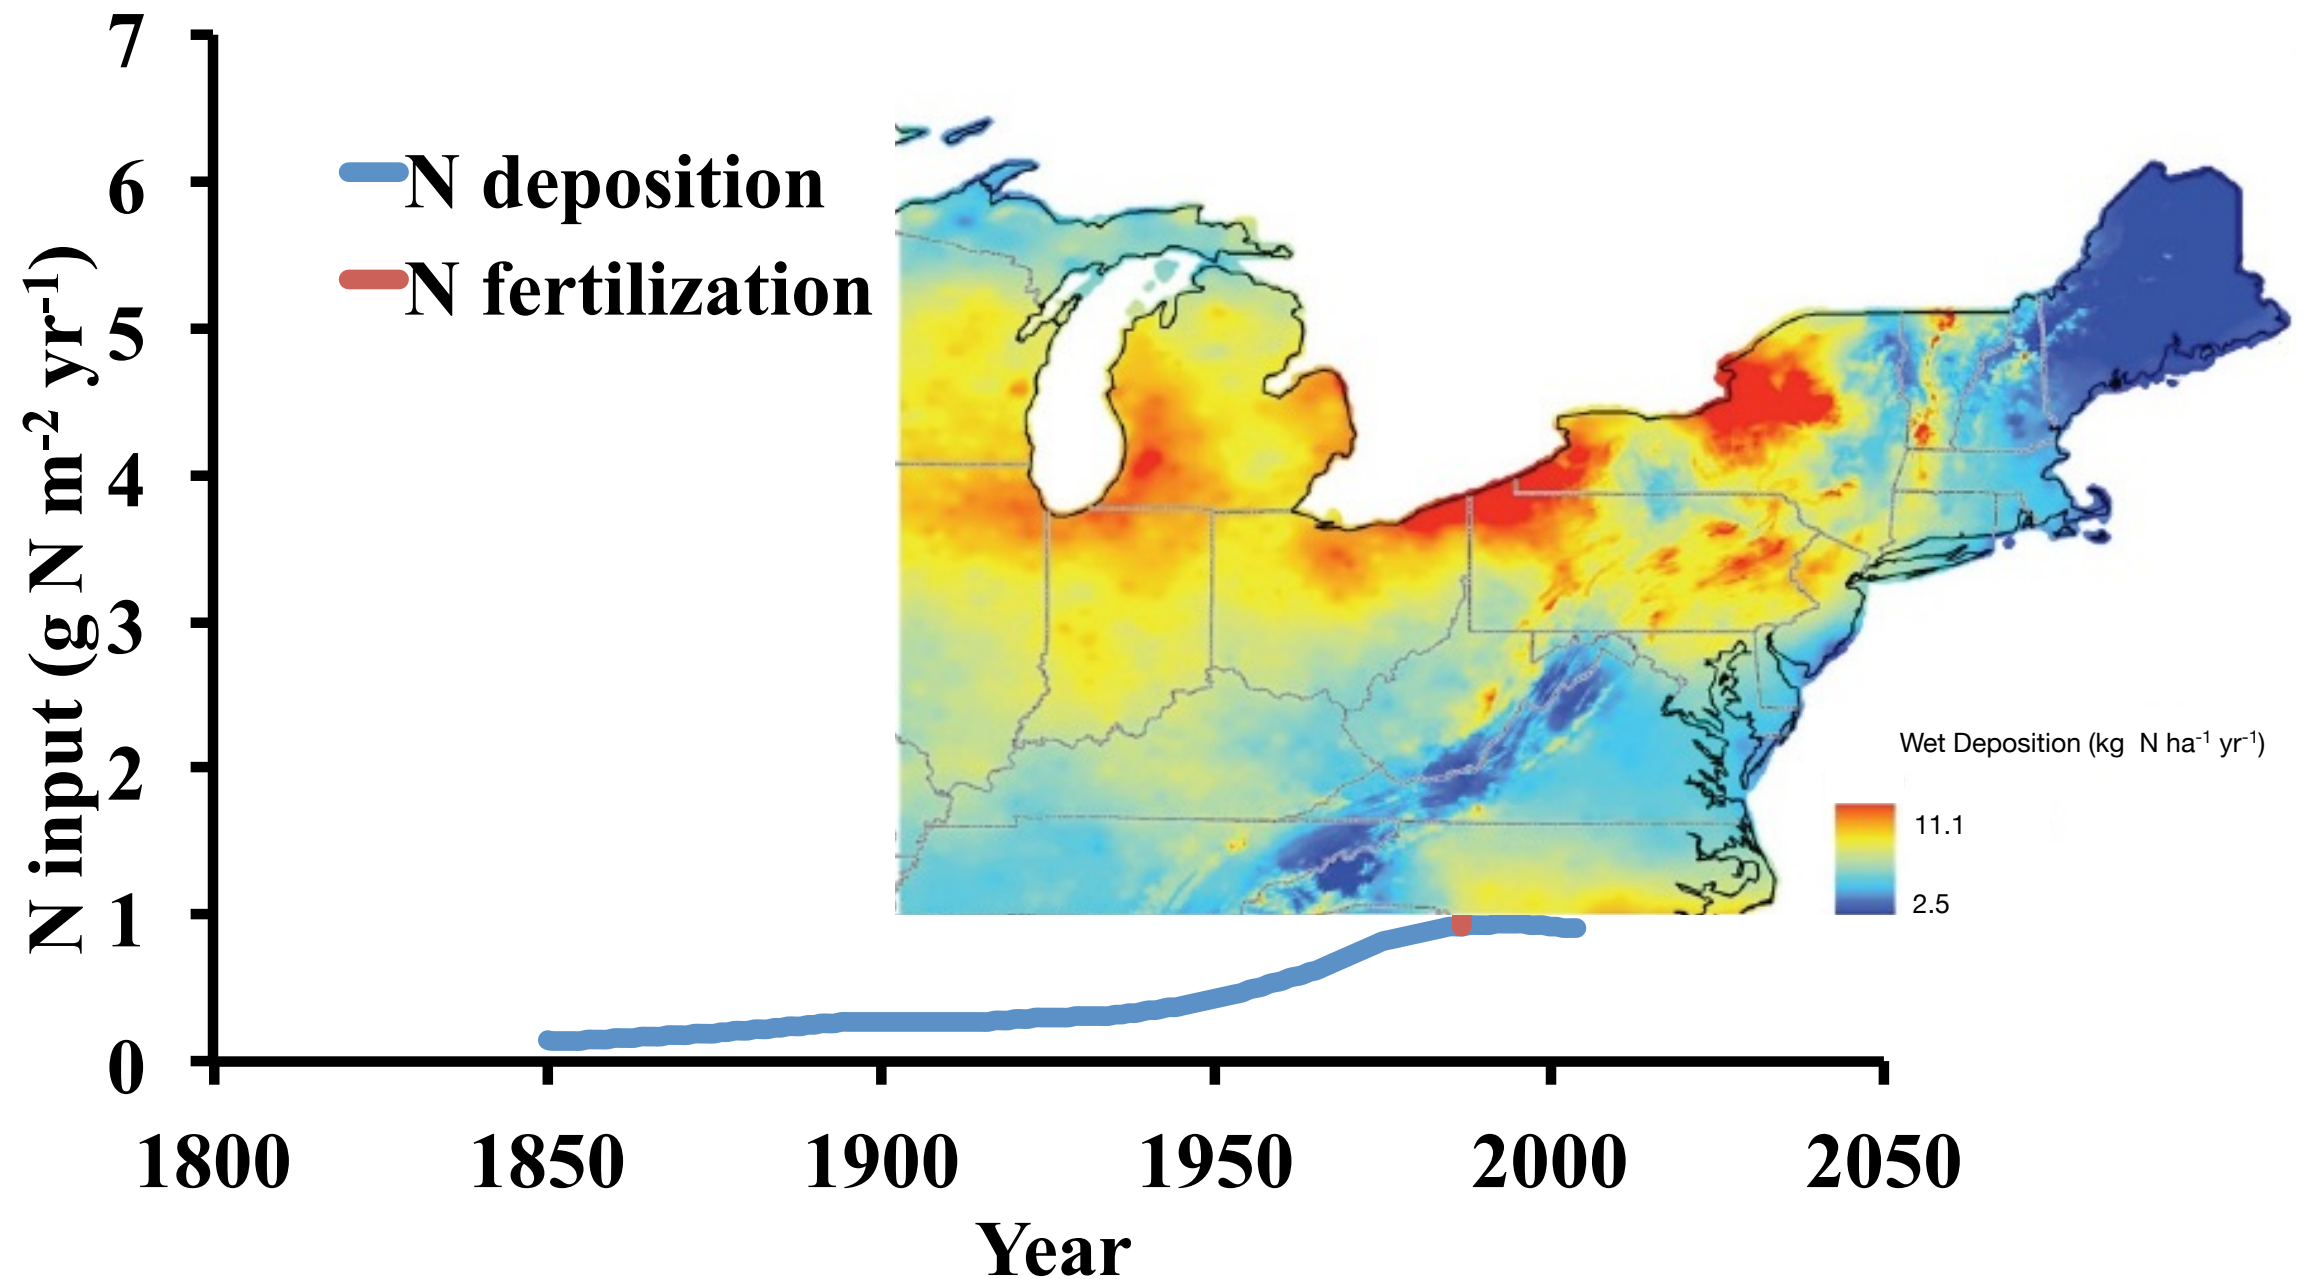 7
6
5
4
3
2
1
0
N input (g N m⁻² yr⁻¹)
N deposition
N fertilization
Wet Deposition (kg N ha⁻¹ yr⁻¹)
11.1
2.5
1800 1850 1900 1950 2000 2050
Year